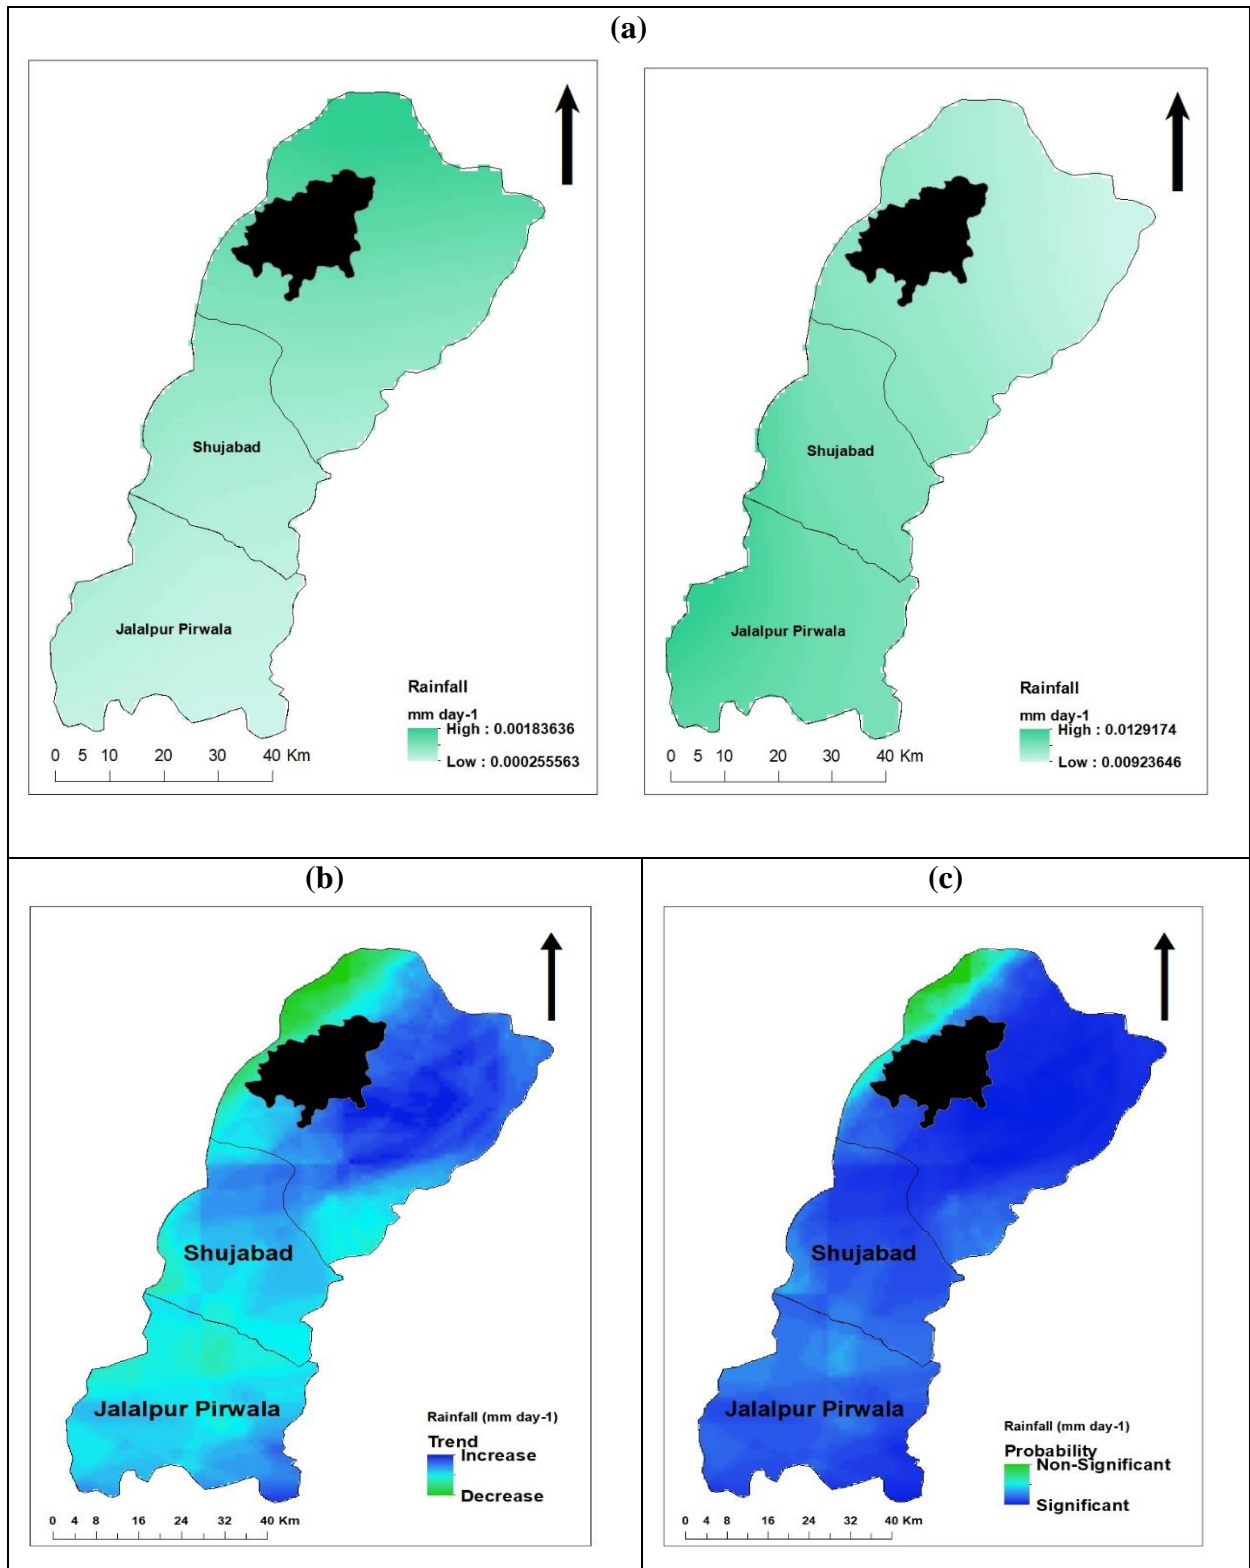 (a)
Shujabad
Jalalpur Pirwala
Rainfall
mm day-1
High : 0.00183636
Low : 0.000255563
0 5 10 20 30 40 Km
Shujabad
Jalalpur Pirwala
Rainfall
mm day-1
High : 0.0129174
Low : 0.00923646
0 5 10 20 30 40 Km
(b)
Shujabad
Jalalpur Pirwala
Rainfall (mm day-1)
Trend
Increase
Decrease
0 4 8 16 24 32 40 Km
(c)
Shujabad
Jalalpur Pirwala
Rainfall (mm day-1)
Probability
Non-Significant
Significant
0 4 8 16 24 32 40 Km